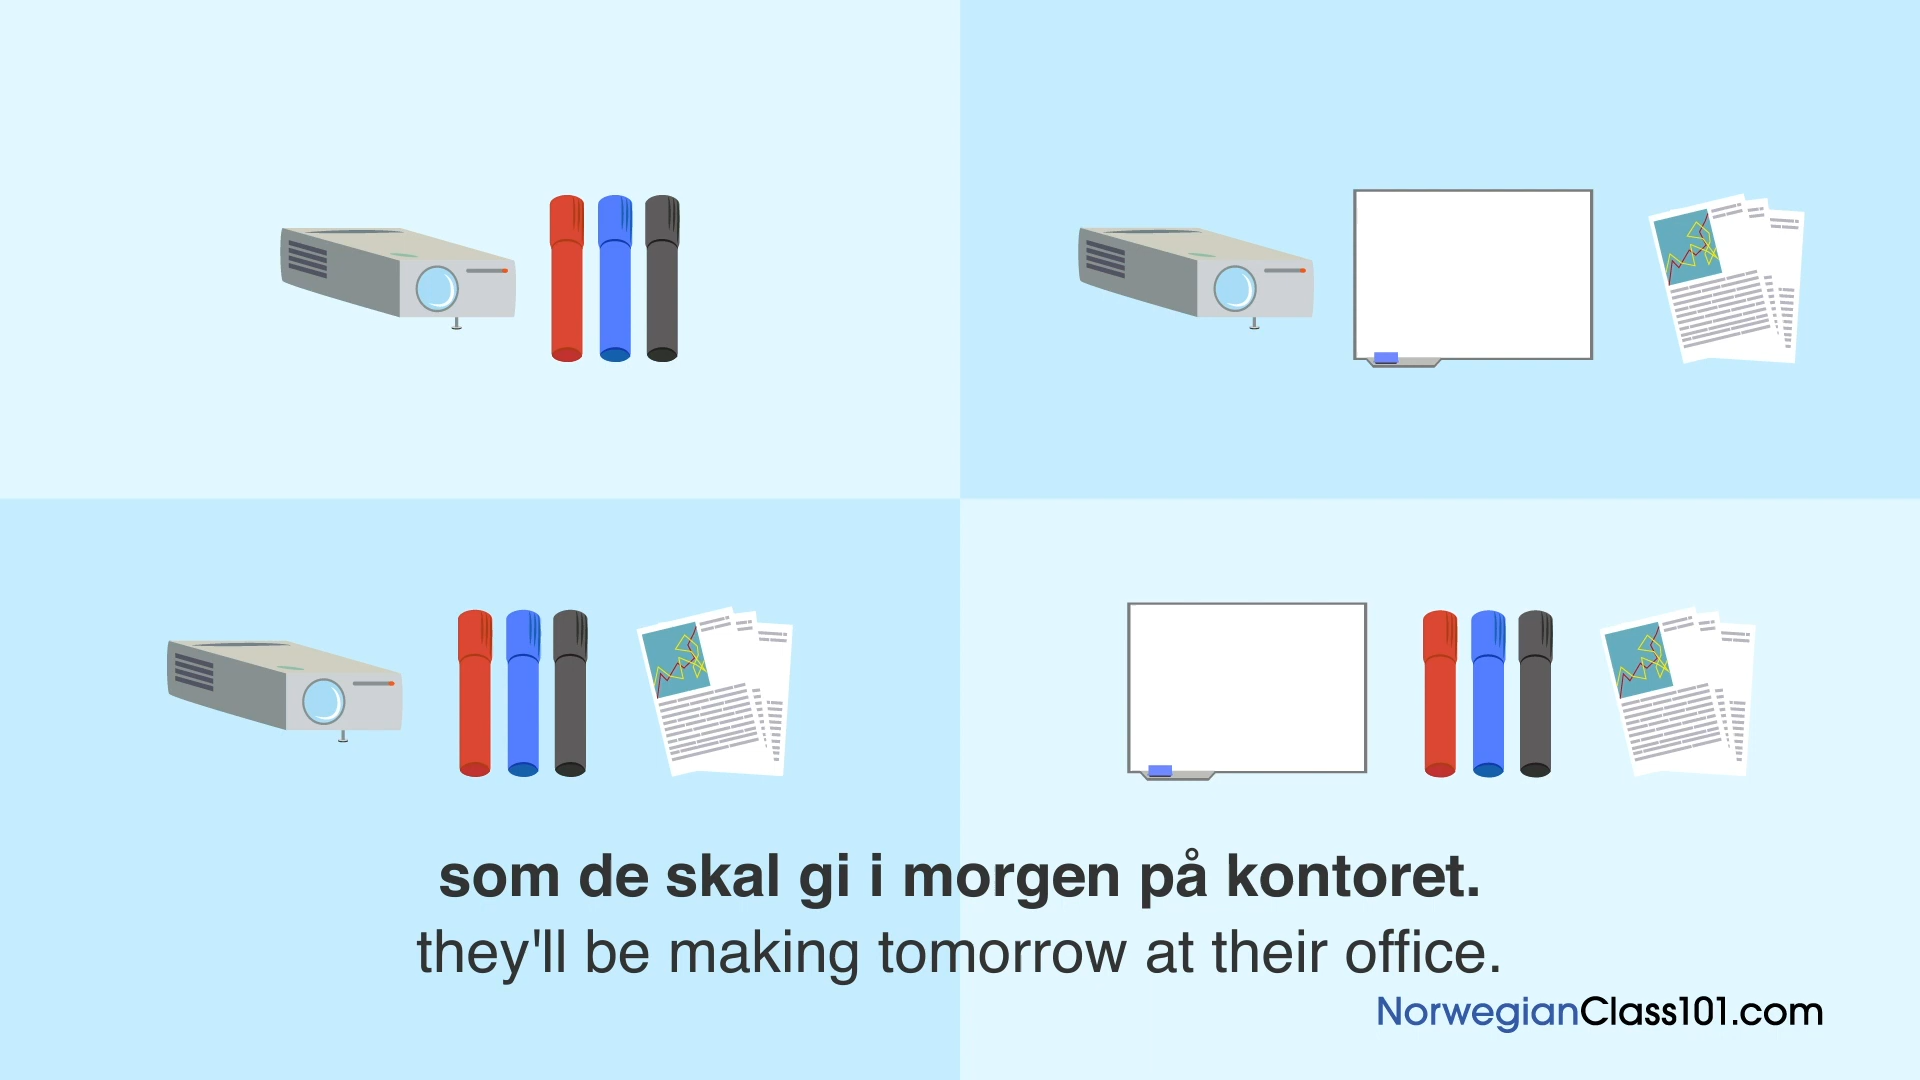 som de skal gi i morgen på kontoret.
they'll be making tomorrow at their office.
NorwegianClass101.com